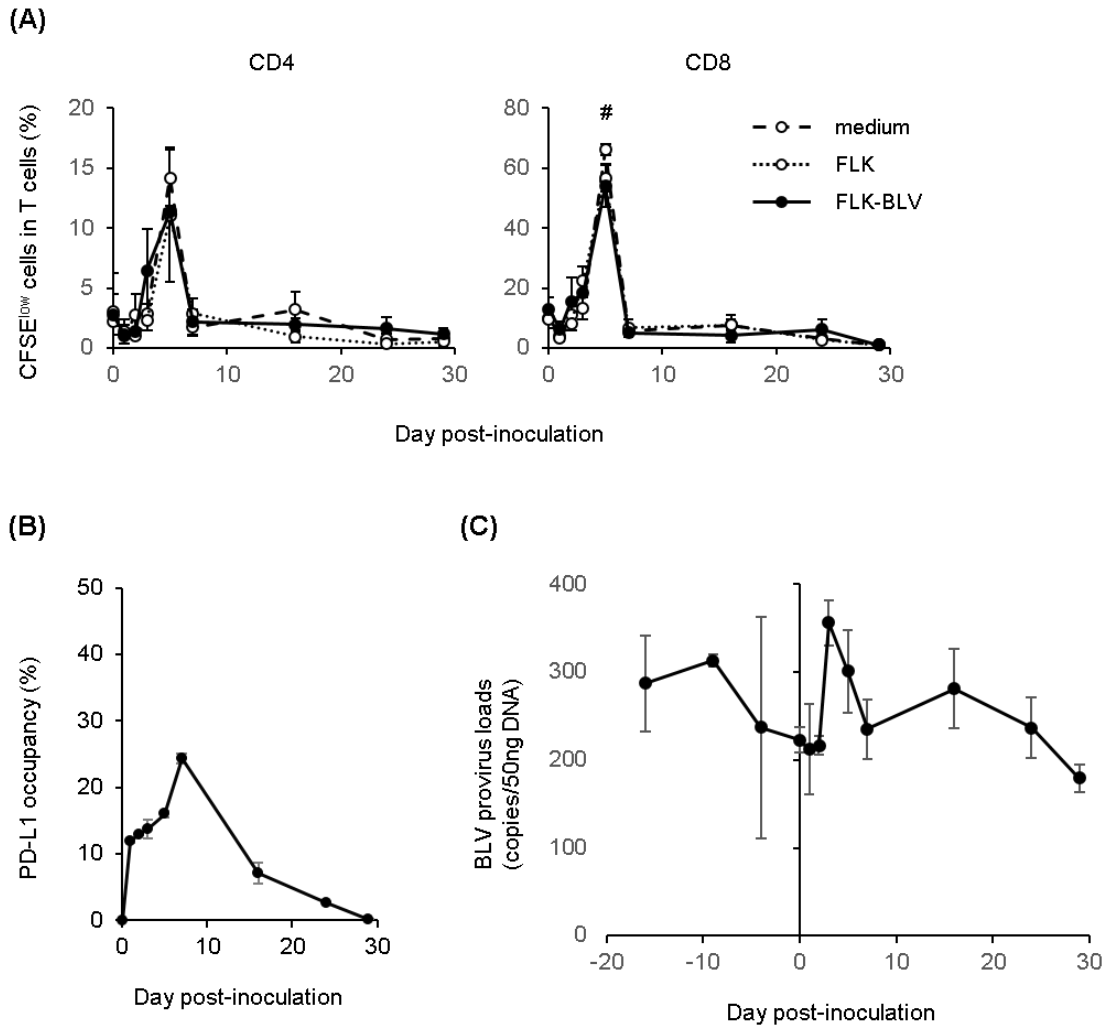 (A)
CD4
CD8
CFSElow cells in T cells (%)
20
15
10
5
0
0
10
20
30
80
60
40
20
0
0
10
20
30
#
medium
FLK
FLK-BLV
Day post-inoculation
(B)
PD-L1 occupancy (%)
50
40
30
20
10
0
0
10
20
30
Day post-inoculation
(C)
BLV provirus loads
(copies/50ng DNA)
400
300
200
100
0
-20
-10
0
10
20
30
Day post-inoculation